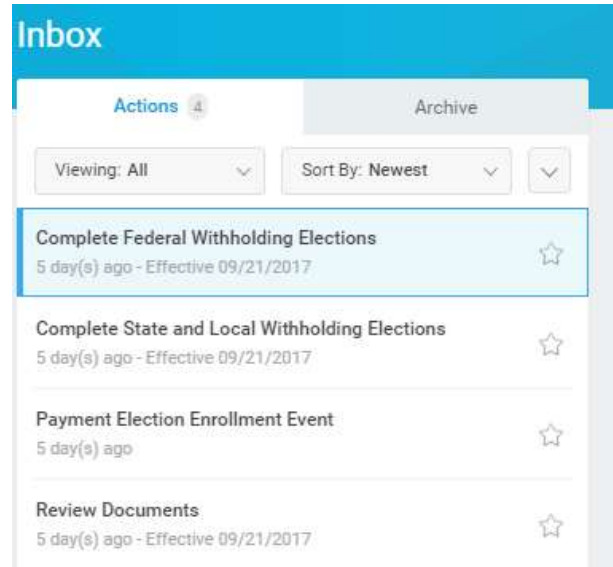 Inbox
Actions 4
Archive
Viewing: All
Sort By: Newest
Complete Federal Withholding Elections
5 day(s) ago - Effective 09/21/2017
Complete State and Local Withholding Elections
5 day(s) ago - Effective 09/21/2017
Payment Election Enrollment Event
5 day(s) ago
Review Documents
5 day(s) ago - Effective 09/21/2017